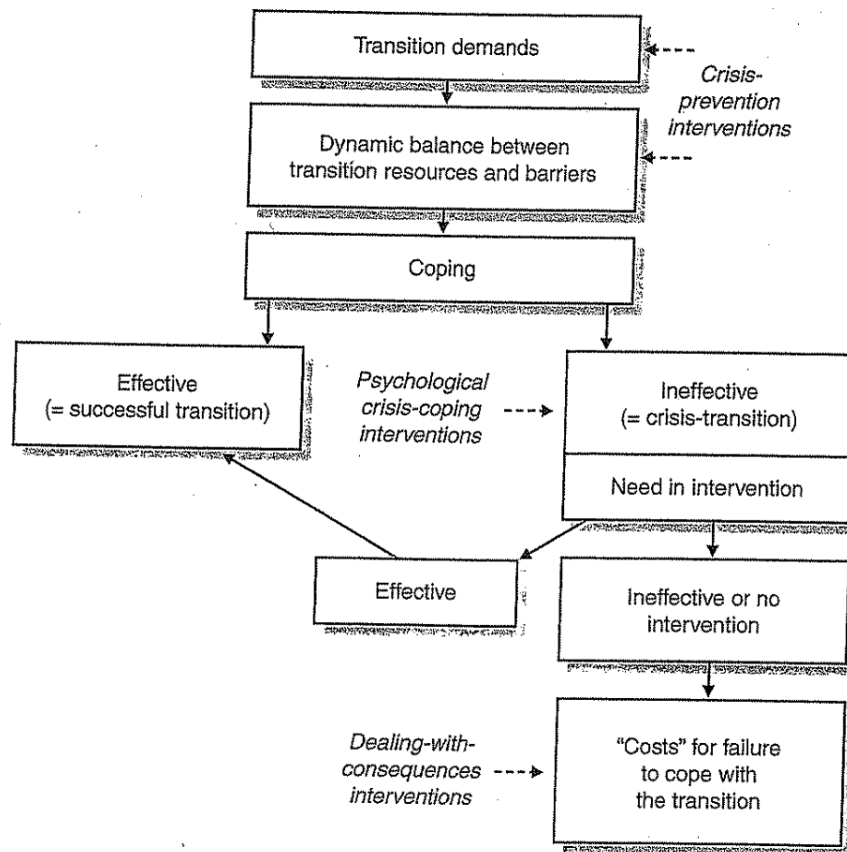 Transition demands
Crisis-
prevention
interventions
Dynamic balance between
transition resources and barriers
Coping
Effective
(= successful transition)
Psychological
crisis-coping
interventions
Ineffective
(= crisis-transition)
Need in intervention
Effective
Ineffective or no
intervention
Dealing-with-
consequences
interventions
"Costs" for failure
to cope with
the transition